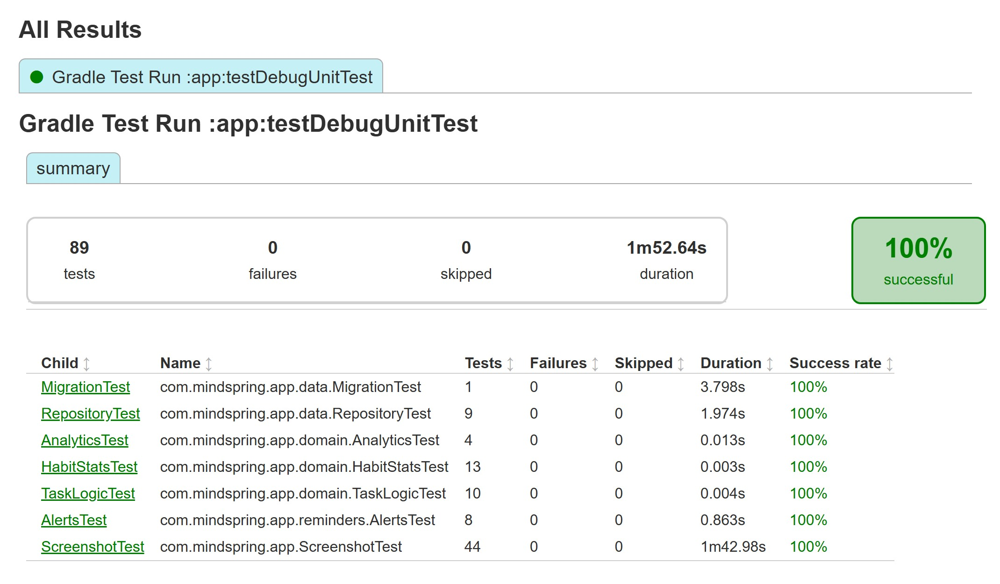 All Results
Gradle Test Run :app:testDebugUnitTest
Gradle Test Run :app:testDebugUnitTest
summary
89 0 0 1m52.64s 100%
tests failures skipped duration successful
Child ↕ Name ↕ Tests ↕ Failures ↕ Skipped ↕ Duration ↕ Success rate ↕
MigrationTest com.mindspring.app.data.MigrationTest 1 0 0 3.798s 100%
RepositoryTest com.mindspring.app.data.RepositoryTest 9 0 0 1.974s 100%
AnalyticsTest com.mindspring.app.domain.AnalyticsTest 4 0 0 0.013s 100%
HabitStatsTest com.mindspring.app.domain.HabitStatsTest 13 0 0 0.003s 100%
TaskLogicTest com.mindspring.app.domain.TaskLogicTest 10 0 0 0.004s 100%
AlertsTest com.mindspring.app.reminders.AlertsTest 8 0 0 0.863s 100%
ScreenshotTest com.mindspring.app.ScreenshotTest 44 0 0 1m42.98s 100%